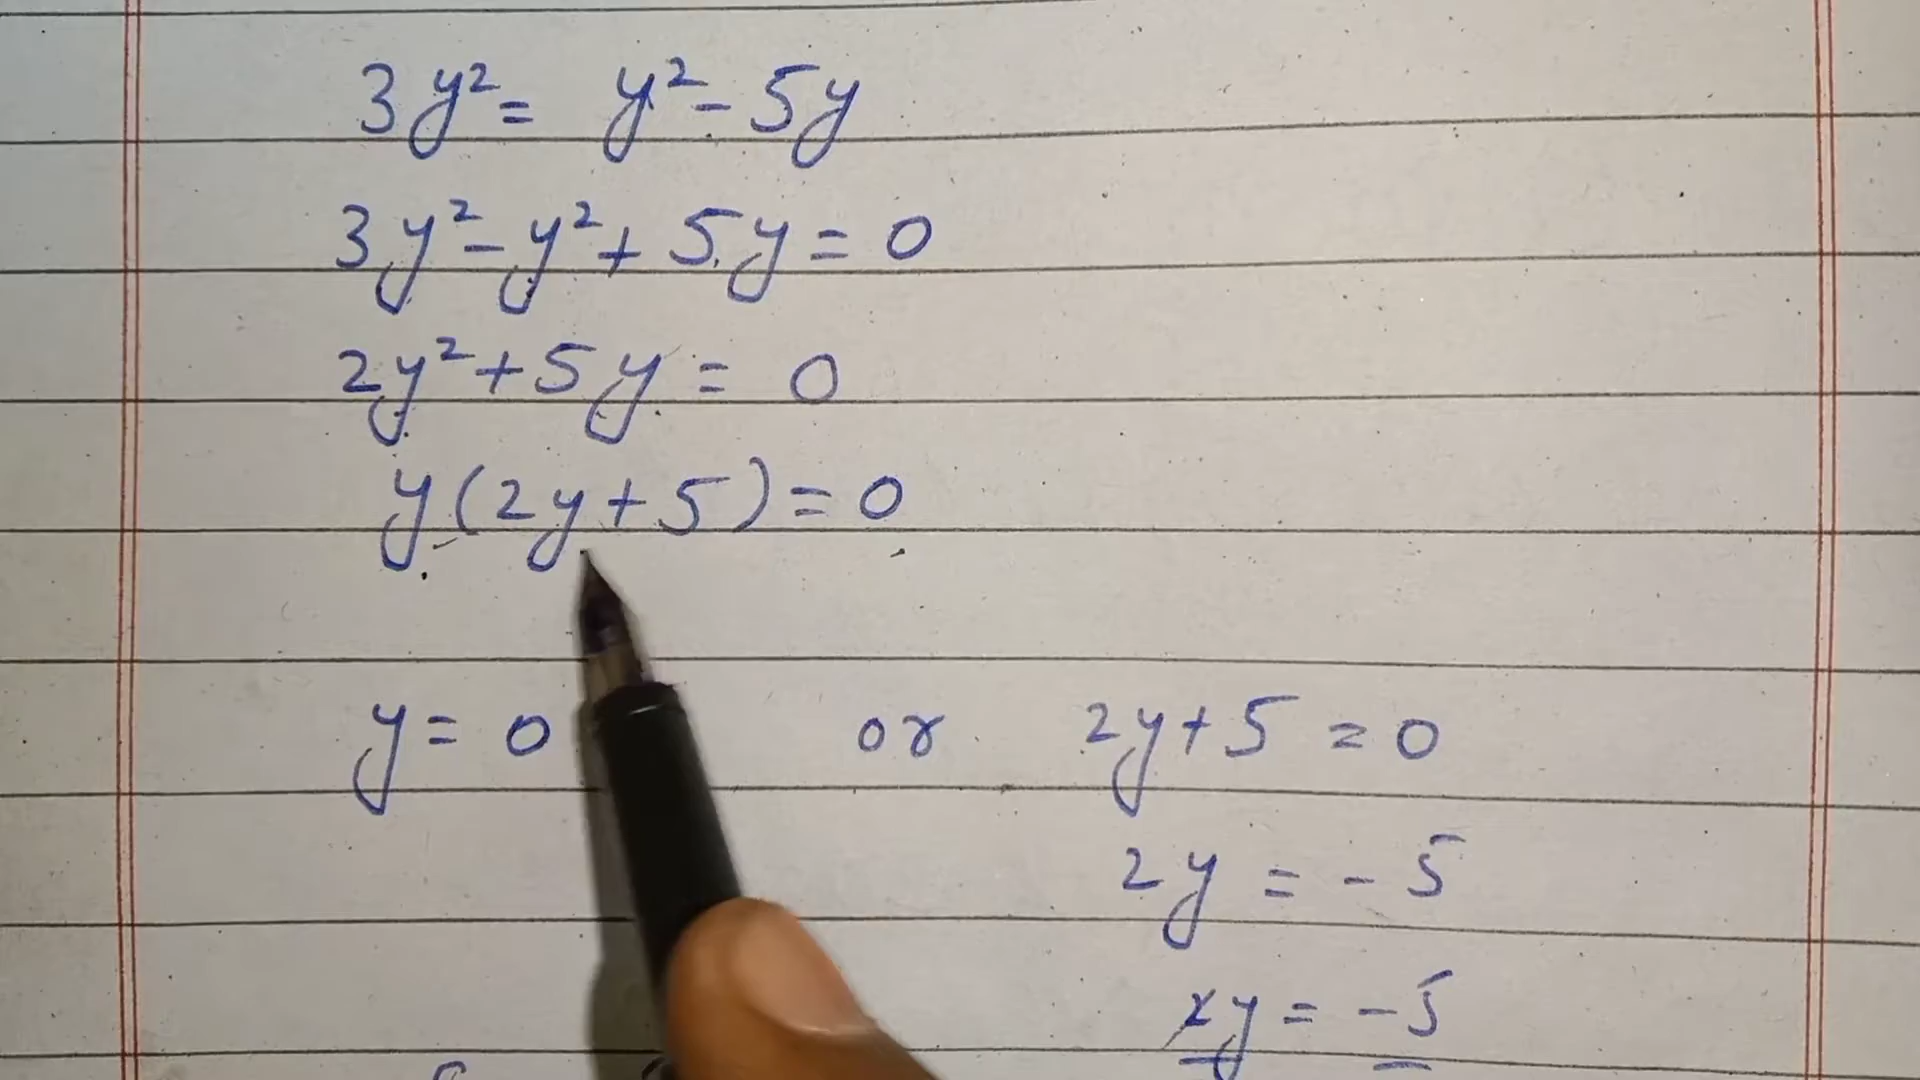 3y² = y² - 5y
3y² - y² + 5y = 0
2y² + 5y = 0
y(2y + 5) = 0
y = 0 or 2y + 5 = 0
2y = - 5
2y = - 5